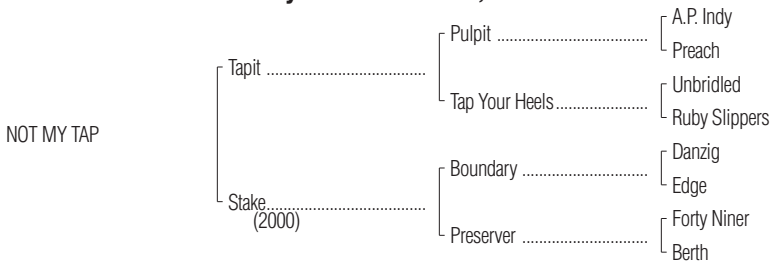 A.P. Indy
Pulpit
Preach
Tapit
Unbridled
Tap Your Heels
Ruby Slippers
NOT MY TAP
Danzig
Boundary
Edge
Stake
(2000)
Forty Niner
Preserver
Berth